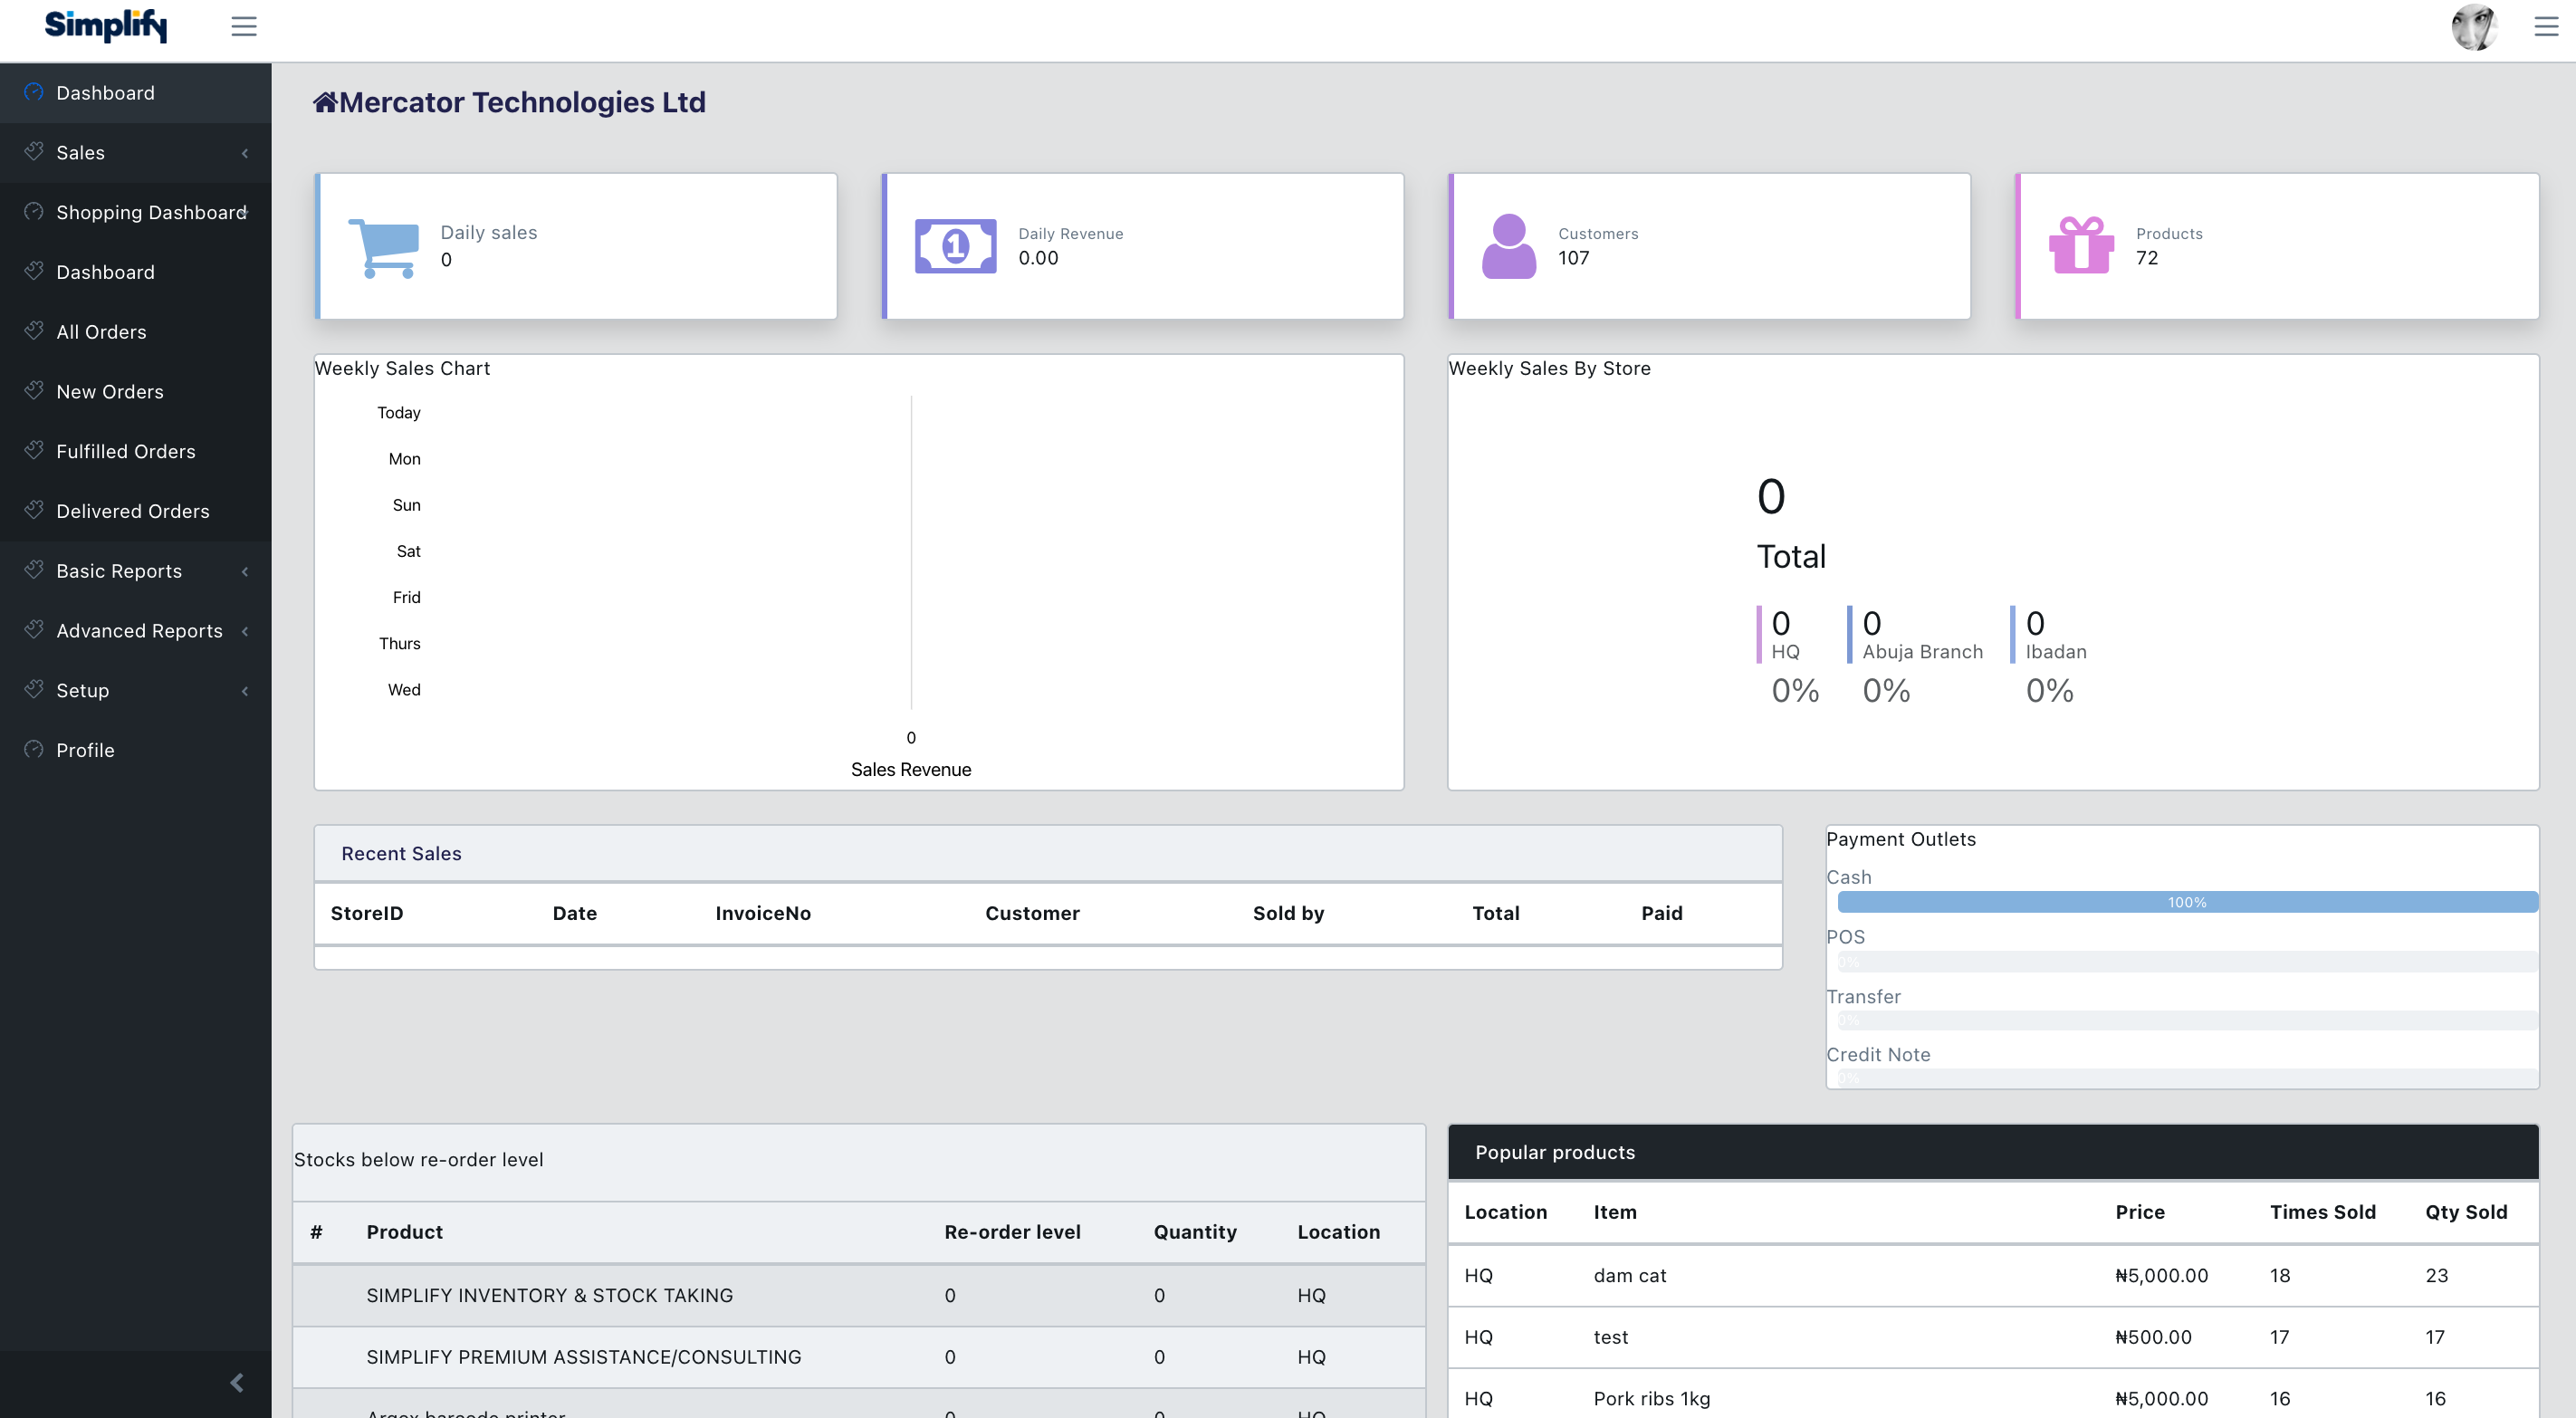 Simplify
Dashboard
Sales
Shopping Dashboard
Dashboard
All Orders
New Orders
Fulfilled Orders
Delivered Orders
Basic Reports
Advanced Reports
Setup
Profile
Mercator Technologies Ltd
Daily sales
0
1
Daily Revenue
0.00
Customers
107
Products
72
Weekly Sales Chart
Today
Mon
Sun
Sat
Frid
Thurs
Wed
0
Sales Revenue
Weekly Sales By Store
0
Total
0 0 0
HQ Abuja Branch Ibadan
0% 0% 0%
Recent Sales
StoreID Date InvoiceNo Customer Sold by Total Paid
Payment Outlets
Cash
100%
POS
0%
Transfer
0%
Credit Note
0%
Stocks below re-order level
# Product Re-order level Quantity Location
SIMPLIFY INVENTORY & STOCK TAKING 0 0 HQ
SIMPLIFY PREMIUM ASSISTANCE/CONSULTING 0 0 HQ
Argox barcode printer 0 0 HQ
Popular products
Location Item Price Times Sold Qty Sold
HQ dam cat ₦5,000.00 18 23
HQ test ₦500.00 17 17
HQ Pork ribs 1kg ₦5,000.00 16 16